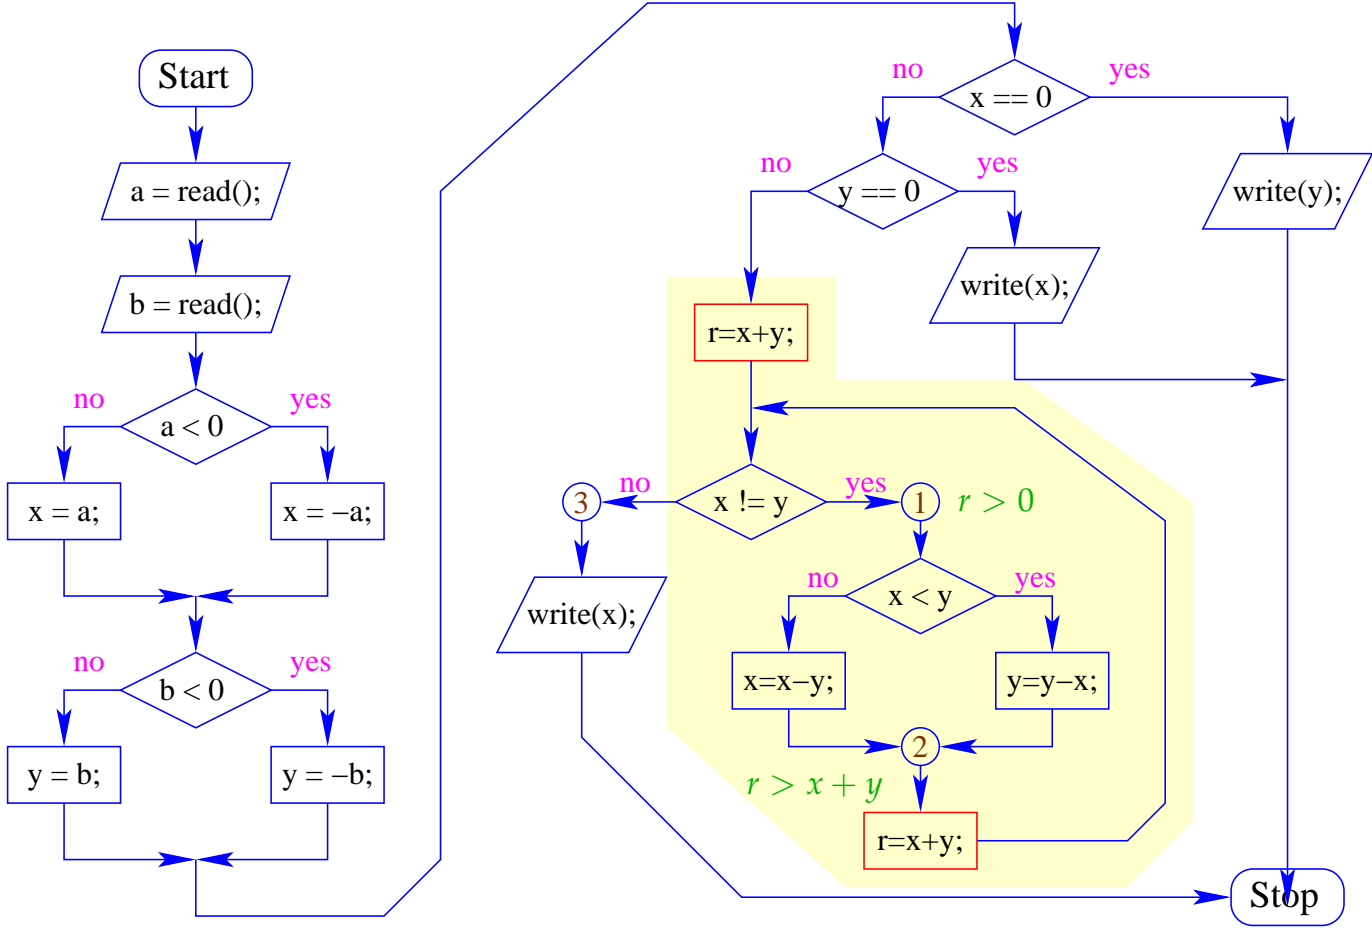 Start
a = read();
b = read();
no
yes
a < 0
x = a;
x = −a;
no
yes
b < 0
y = b;
y = −b;
no
yes
x == 0
no
yes
y == 0
write(y);
write(x);
r=x+y;
no
yes
x != y
3
1
r > 0
write(x);
no
yes
x < y
x=x−y;
y=y−x;
2
r > x + y
r=x+y;
Stop